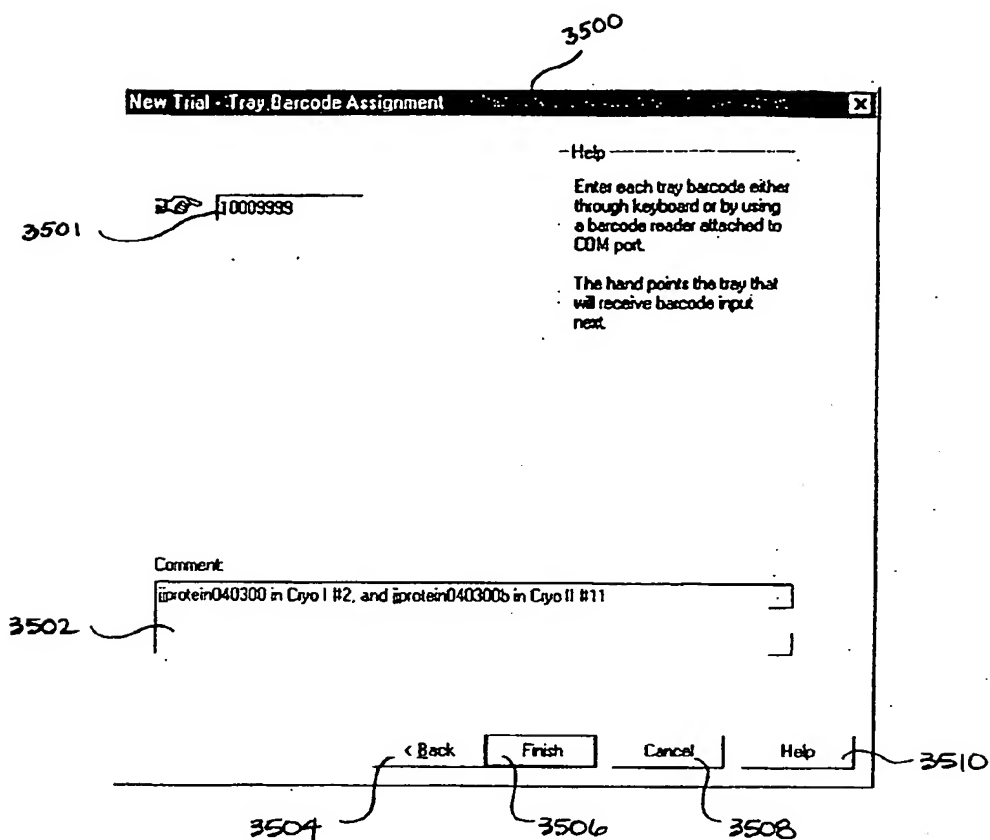 3500
New Trial - Tray Barcode Assignment
Help
Enter each tray barcode either
through keyboard or by using
a barcode reader attached to
COM port.
The hand points the tray that
will receive barcode input
next.
10009999
3501
Comment:
jjprotein040300 in Cryo I #2, and jjprotein040300b in Cryo II #11
3502
< Back
Finish
Cancel
Help
3510
3504
3506
3508